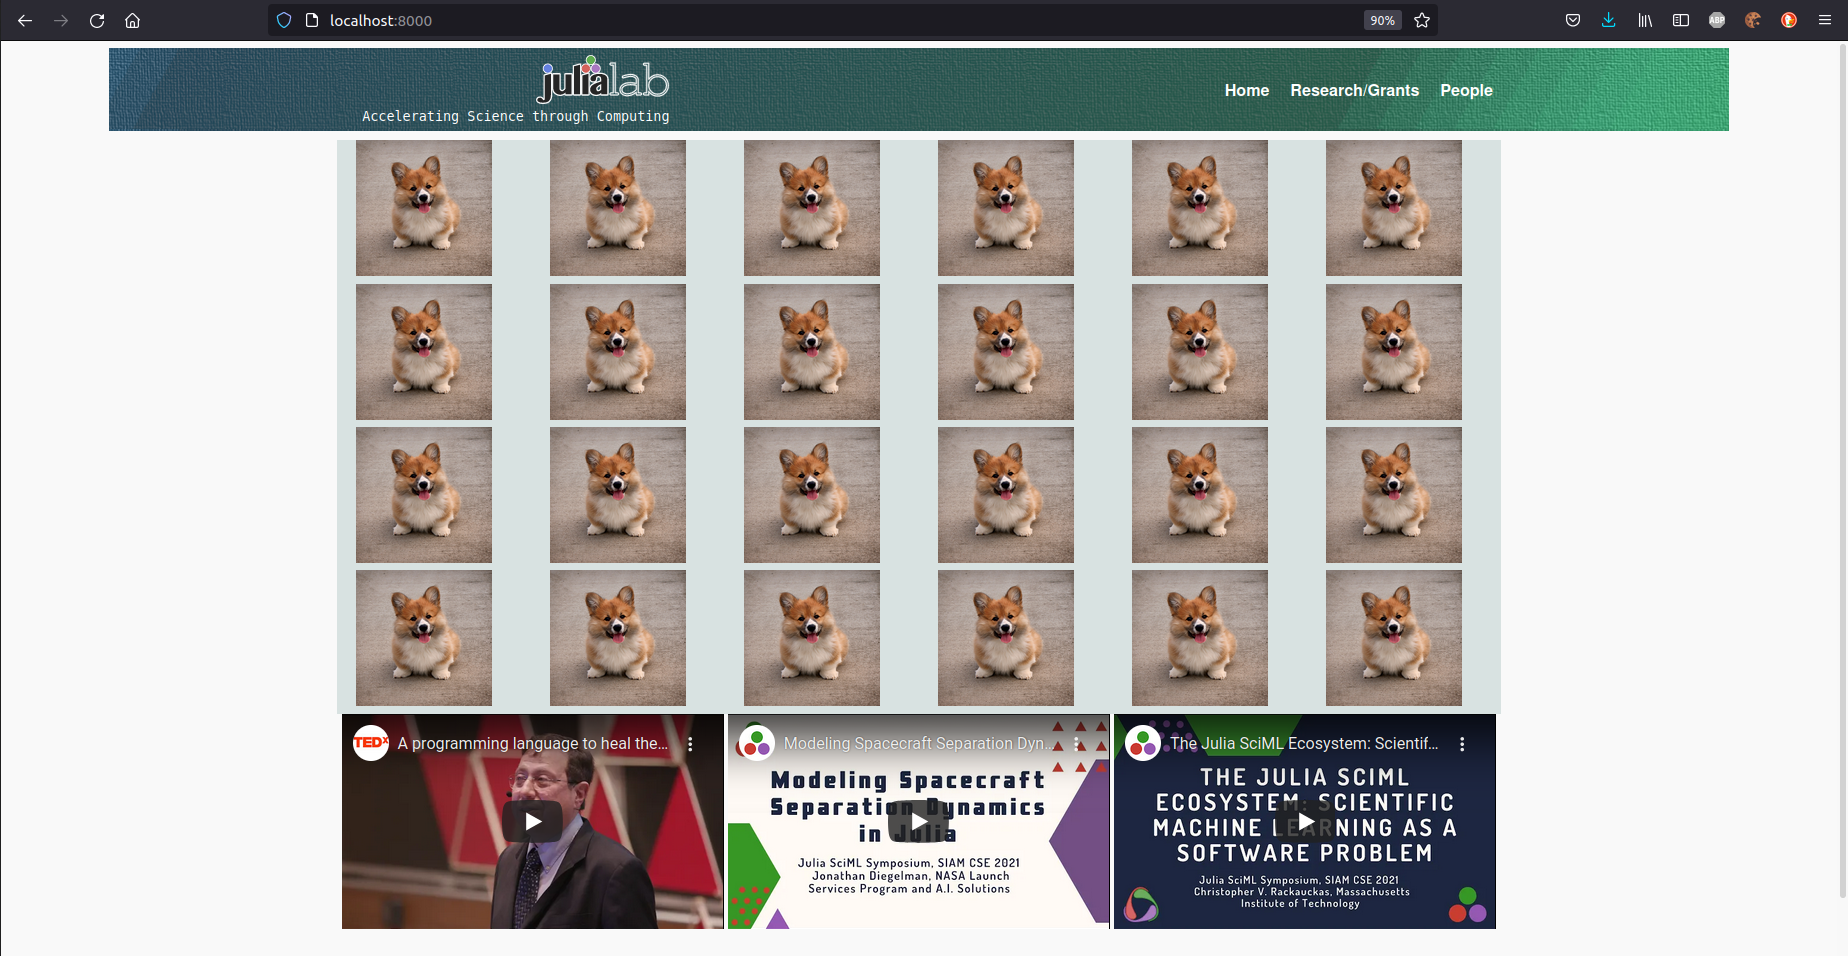 localhost:8000
90%
ABP
julialab
Accelerating Science through Computing
Home Research/Grants People
TEDx A programming language to heal the...
Modeling Spacecraft Separation Dyn...
Modeling Spacecraft
Separation Dynamics
in Julia
Julia SciML Symposium, SIAM CSE 2021
Jonathan Diegelman, NASA Launch
Services Program and A.I. Solutions
The Julia SciML Ecosystem: Scientif...
THE JULIA SCIML
ECOSYSTEM: SCIENTIFIC
MACHINE LEARNING AS A
SOFTWARE PROBLEM
Julia SciML Symposium, SIAM CSE 2021
Christopher V. Rackauckas, Massachusetts
Institute of Technology